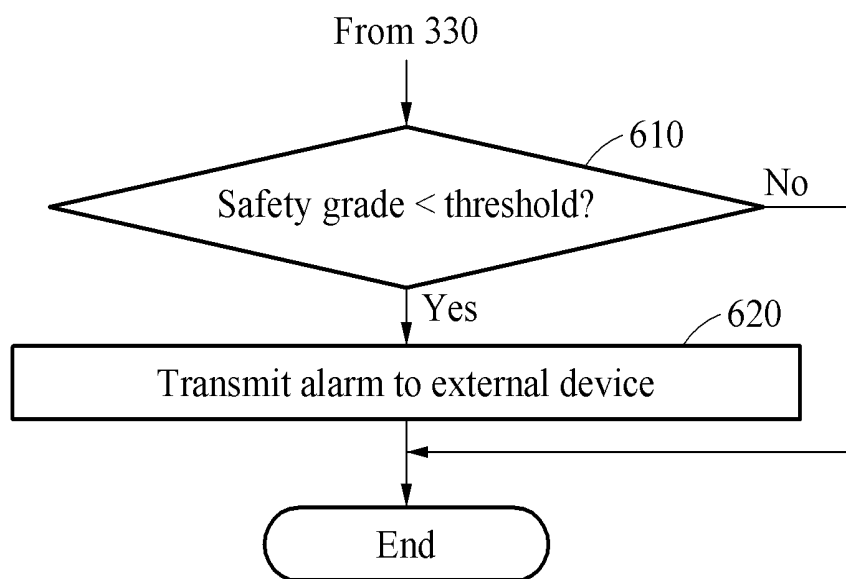 From 330
610
Safety grade < threshold?
No
Yes
620
Transmit alarm to external device
End